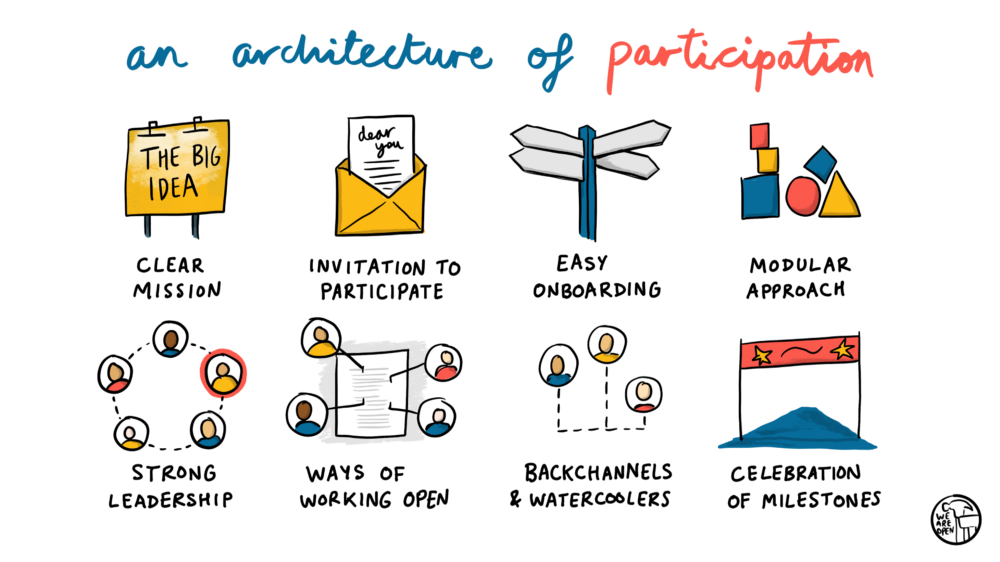 an architecture of participation
THE BIG
IDEA
dear
you
CLEAR
MISSION
INVITATION TO
PARTICIPATE
EASY
ONBOARDING
MODULAR
APPROACH
STRONG
LEADERSHIP
WAYS OF
WORKING OPEN
BACKCHANNELS
& WATERCOOLERS
CELEBRATION
OF MILESTONES
WE
ARE
OPEN